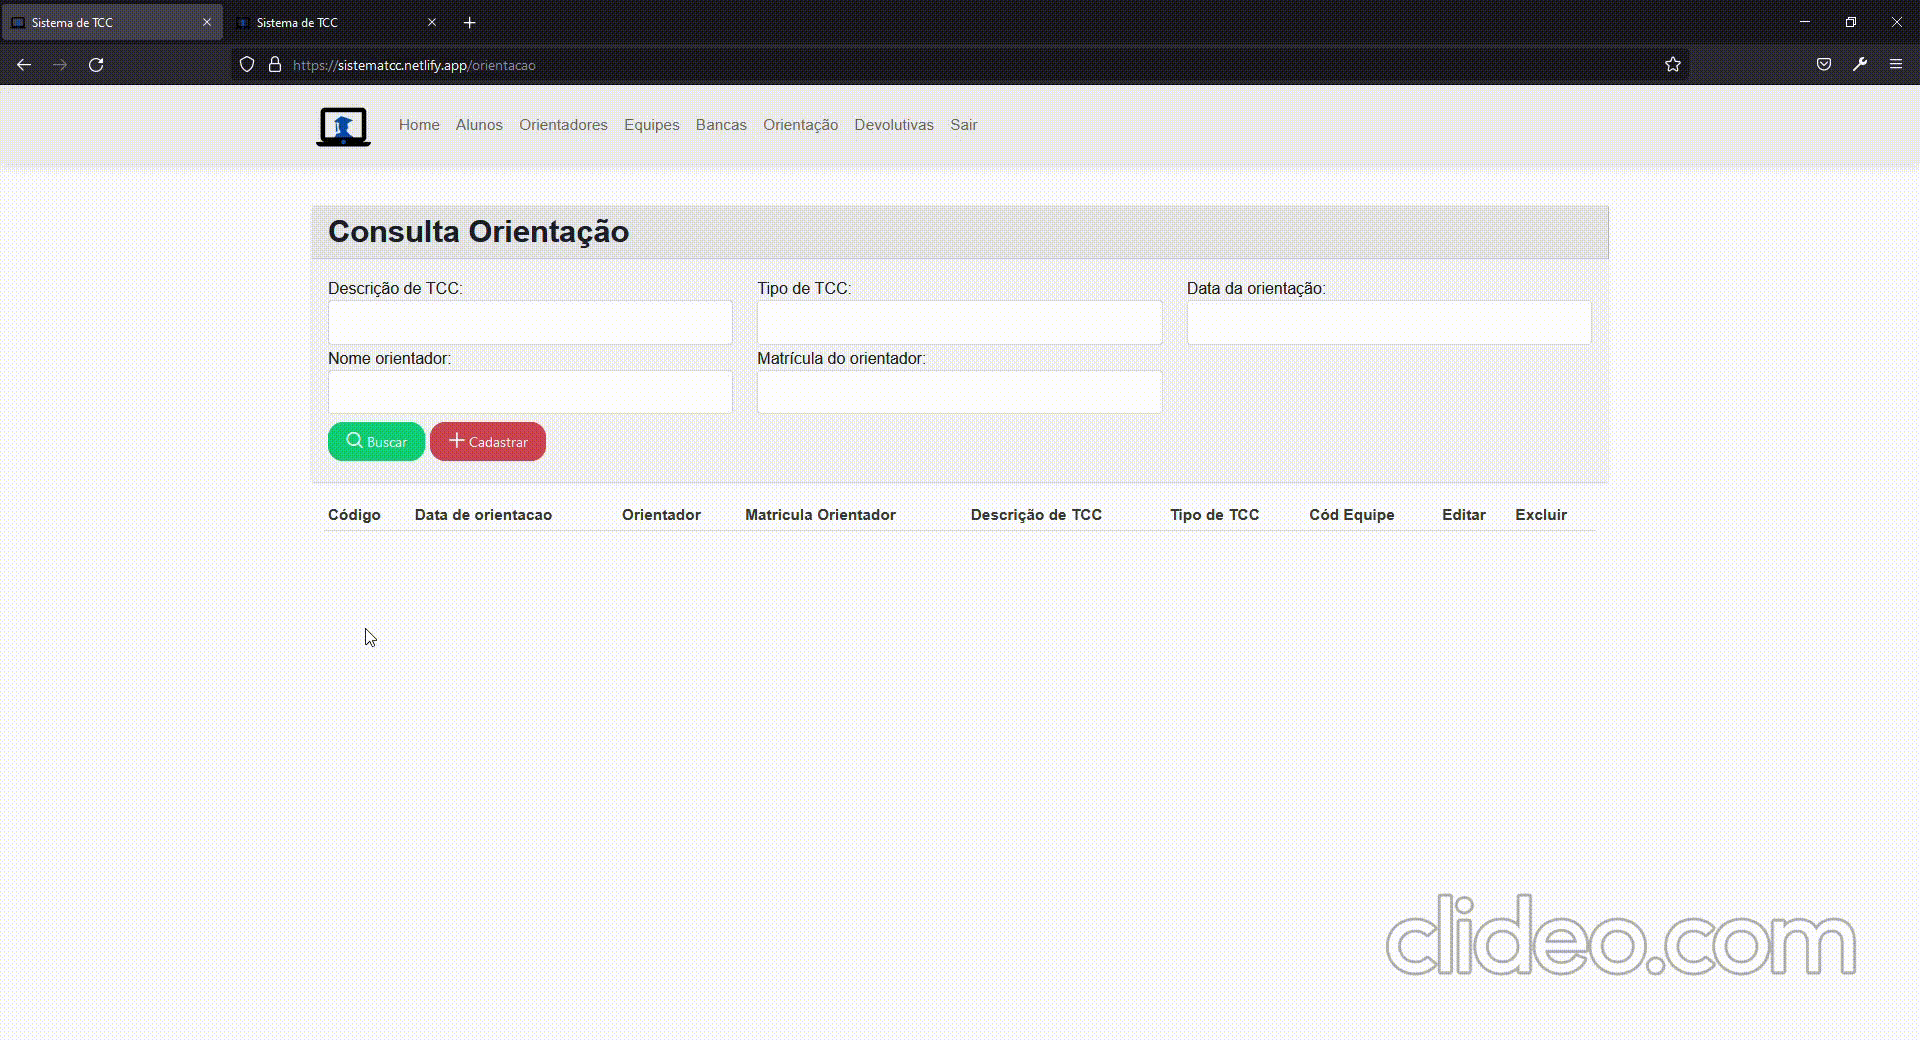 Sistema de TCC
Sistema de TCC
https://sistematcc.netlify.app/orientacao
Home Alunos Orientadores Equipes Bancas Orientação Devolutivas Sair
Consulta Orientação
Descrição de TCC: Tipo de TCC: Data da orientação:
Nome orientador: Matrícula do orientador:
Buscar Cadastrar
Código Data de orientacao Orientador Matricula Orientador Descrição de TCC Tipo de TCC Cód Equipe Editar Excluir
clideo.com